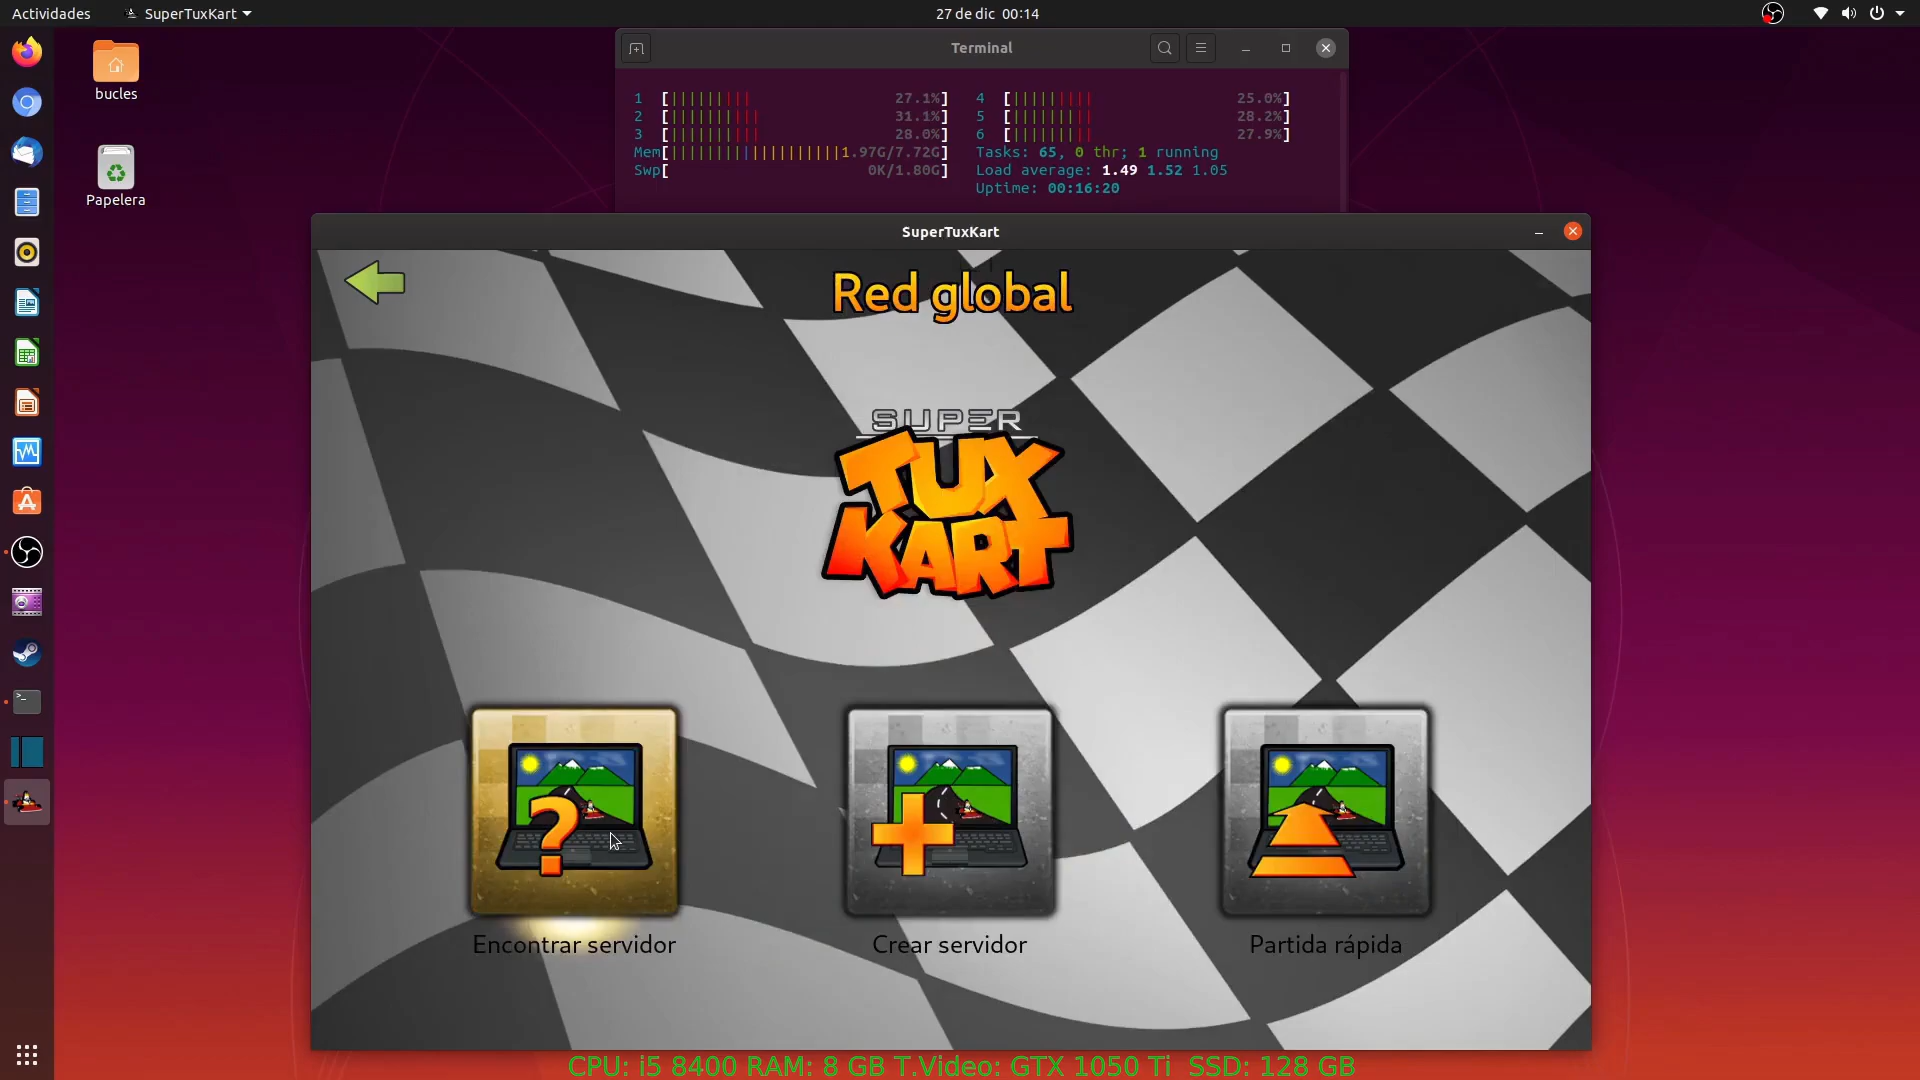 Actividades SuperTuxKart 27 de dic 00:14
bucles
Papelera
Terminal
1 [||||||||| 27.1%] 4 [||||||||| 25.0%]
2 [|||||||||| 31.1%] 5 [||||||||| 28.2%]
3 [|||||||||| 28.0%] 6 [||||||||| 27.9%]
Mem[|||||||||||||||||||1.97G/7.72G] Tasks: 65, 0 thr; 1 running
Swp[ 0K/1.80G] Load average: 1.49 1.52 1.05
Uptime: 00:16:20
SuperTuxKart
Red global
SUPER
TUX
KART
Encontrar servidor Crear servidor Partida rápida
CPU: i5 8400 RAM: 8 GB T.Video: GTX 1050 Ti SSD: 128 GB